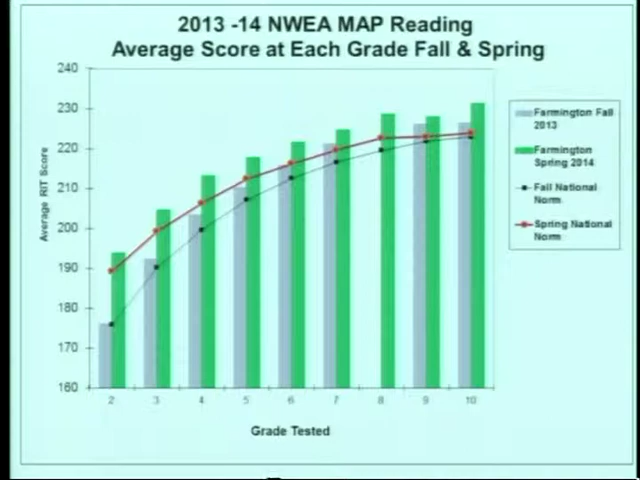 2013 -14 NWEA MAP Reading
Average Score at Each Grade Fall & Spring
240
230
220
210
200
190
180
170
160
Average RIT Score
2 3 4 5 6 7 8 9 10
Grade Tested
Farmington Fall
2013
Farmington
Spring 2014
Fall National
Norm
Spring National
Norm